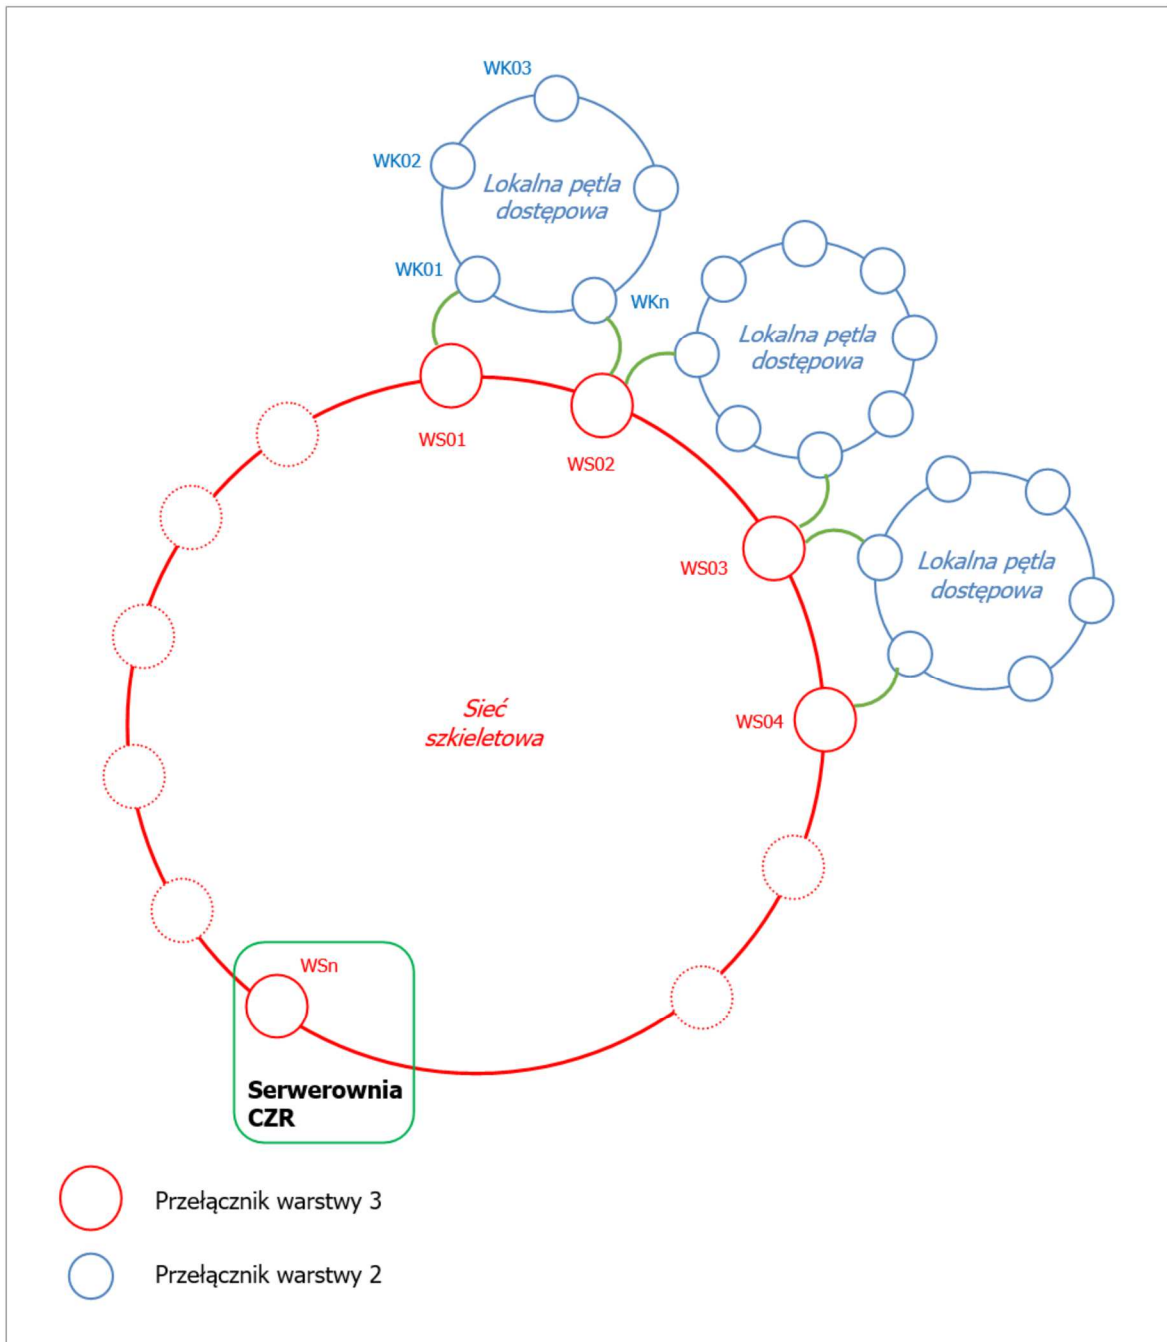 WK03
WK02
Lokalna pętla
dostępowa
WK01
WKn
Lokalna pętla
dostępowa
WS01
WS02
WS03
Lokalna pętla
dostępowa
WS04
Sieć
szkieletowa
WSn
Serwerownia
CZR
Przełącznik warstwy 3
Przełącznik warstwy 2